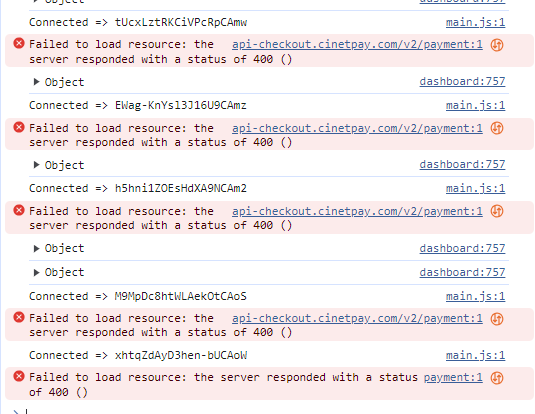 Object dashboard:757
Connected => tUcxLztRKCiVPcRpCAmw main.js:1
Failed to load resource: the api-checkout.cinetpay.com/v2/payment:1
server responded with a status of 400 ()
Object dashboard:757
Connected => EWag-KnYsl3J16U9CAmz main.js:1
Failed to load resource: the api-checkout.cinetpay.com/v2/payment:1
server responded with a status of 400 ()
Object dashboard:757
Connected => h5hni1ZOEsHdXA9NCAm2 main.js:1
Failed to load resource: the api-checkout.cinetpay.com/v2/payment:1
server responded with a status of 400 ()
Object dashboard:757
Object dashboard:757
Connected => M9MpDc8htWLAekOtCAoS main.js:1
Failed to load resource: the api-checkout.cinetpay.com/v2/payment:1
server responded with a status of 400 ()
Connected => xhtqZdAyD3hen-bUCAoW main.js:1
Failed to load resource: the server responded with a status payment:1
of 400 ()